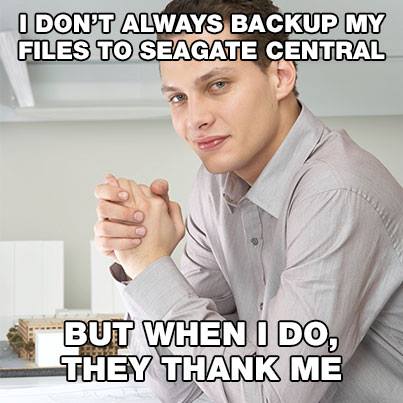 I DON'T ALWAYS BACKUP MY
FILES TO SEAGATE CENTRAL
BUT WHEN I DO,
THEY THANK ME